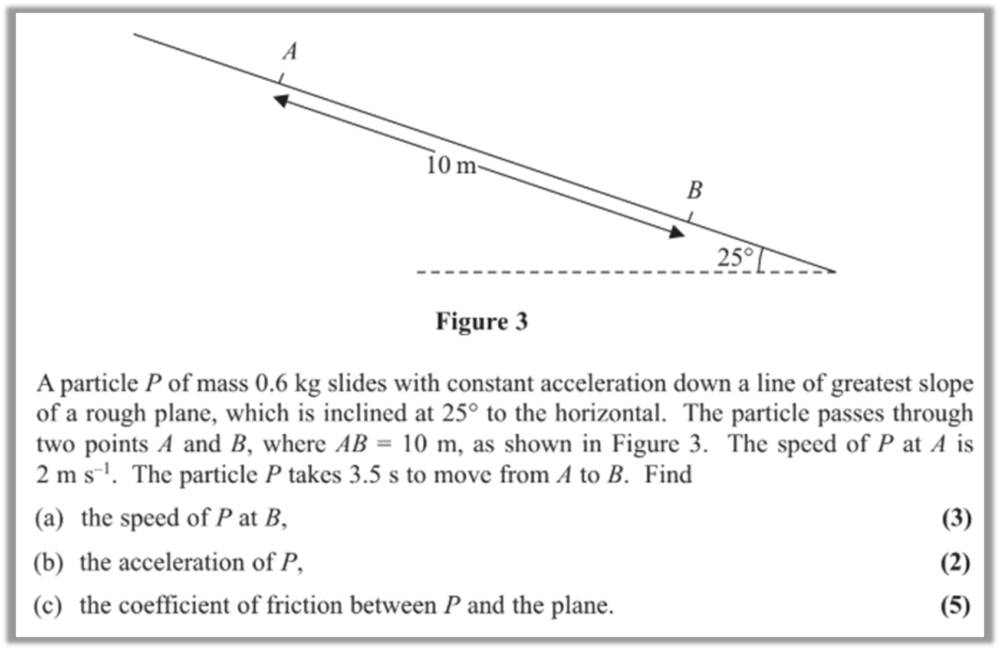 A
10 m
B
25°
Figure 3
A particle P of mass 0.6 kg slides with constant acceleration down a line of greatest slope
of a rough plane, which is inclined at 25° to the horizontal. The particle passes through
two points A and B, where AB = 10 m, as shown in Figure 3. The speed of P at A is
2 m s⁻¹. The particle P takes 3.5 s to move from A to B. Find
(a) the speed of P at B, (3)
(b) the acceleration of P, (2)
(c) the coefficient of friction between P and the plane. (5)